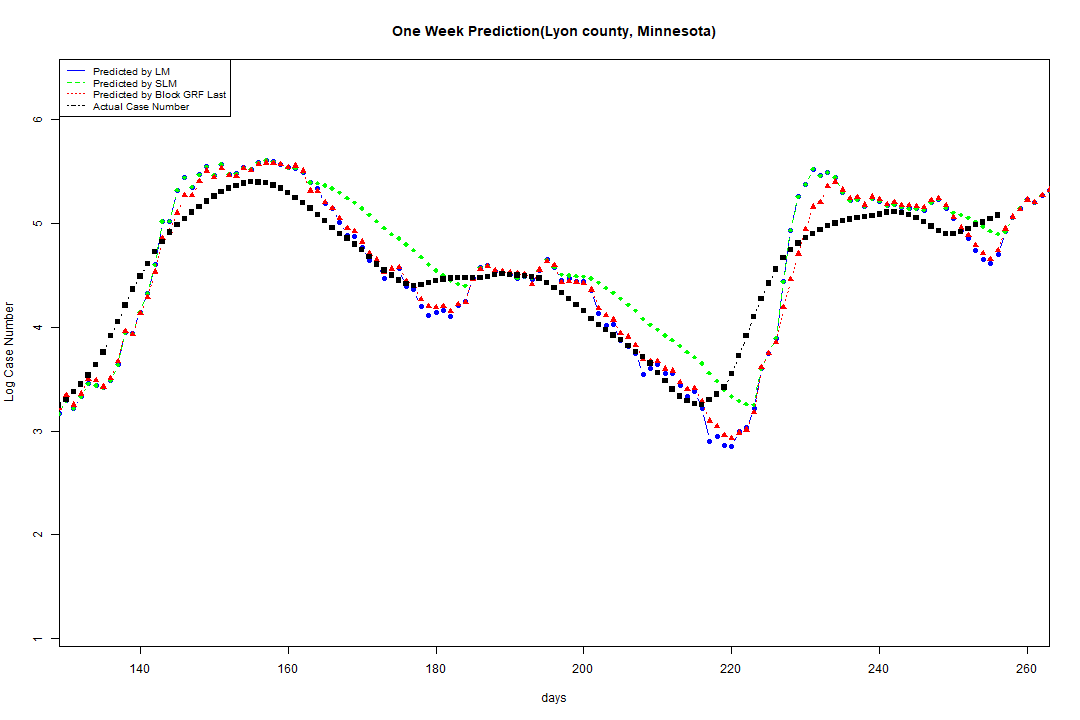 One Week Prediction(Lyon county, Minnesota)
Predicted by LM
Predicted by SLM
Predicted by Block GRF Last
Actual Case Number
Log Case Number
6
5
4
3
2
1
140 160 180 200 220 240 260
days